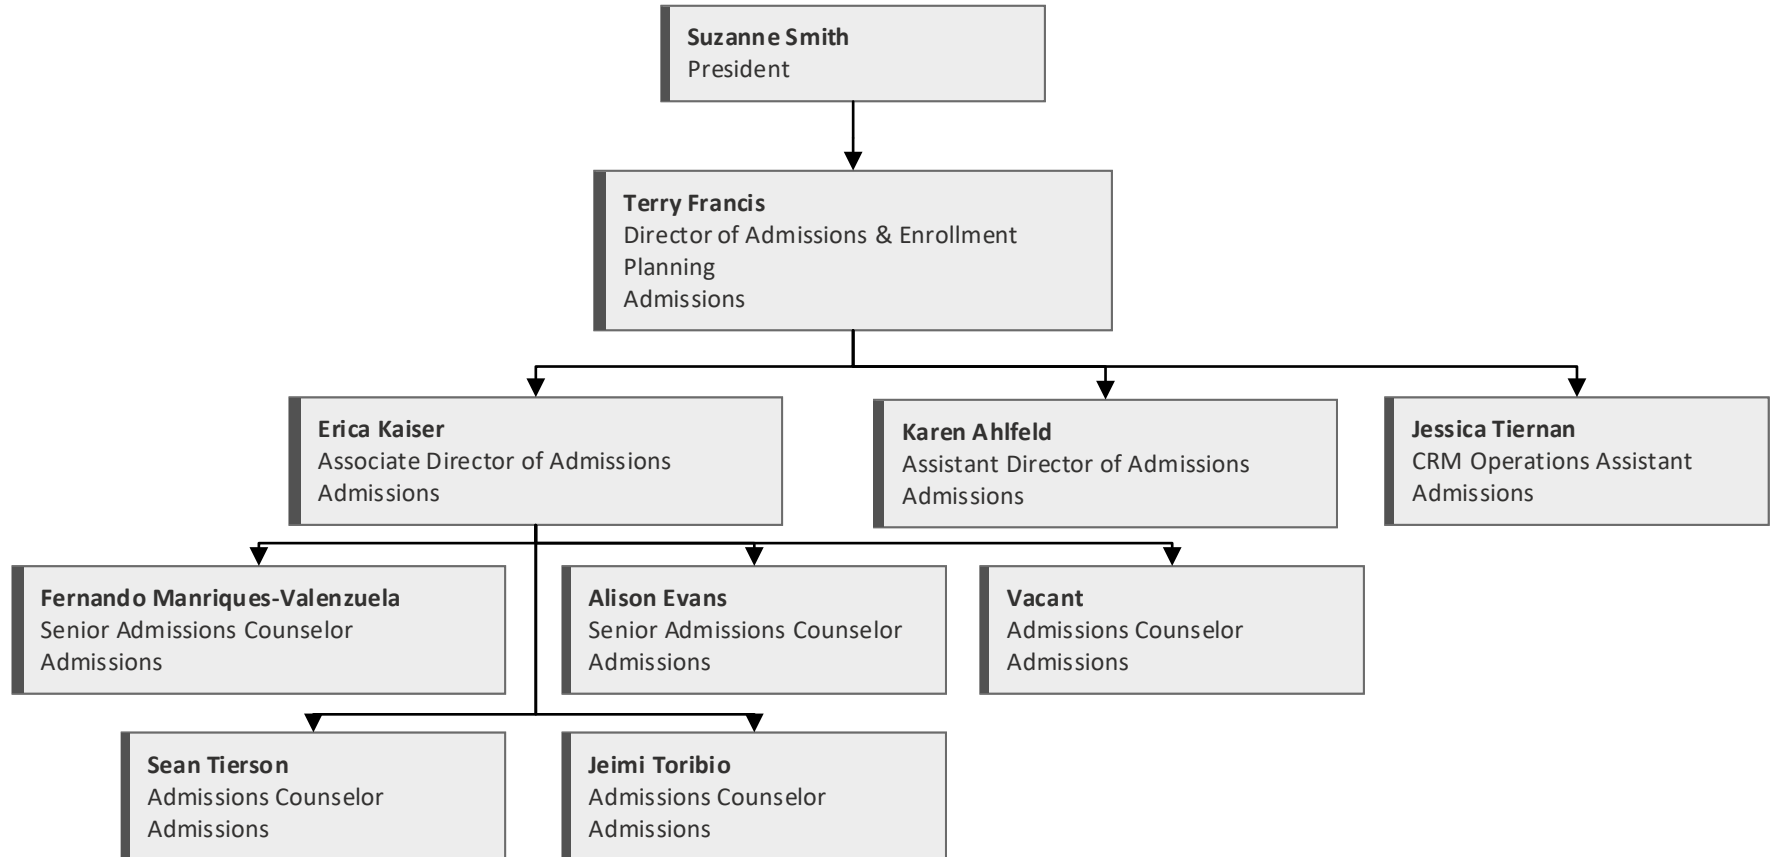 Suzanne Smith
President
Terry Francis
Director of Admissions & Enrollment
Planning
Admissions
Erica Kaiser
Associate Director of Admissions
Admissions
Karen Ahlfeld
Assistant Director of Admissions
Admissions
Jessica Tiernan
CRM Operations Assistant
Admissions
Fernando Manriques-Valenzuela
Senior Admissions Counselor
Admissions
Alison Evans
Senior Admissions Counselor
Admissions
Vacant
Admissions Counselor
Admissions
Sean Tierson
Admissions Counselor
Admissions
Jeimi Toribio
Admissions Counselor
Admissions